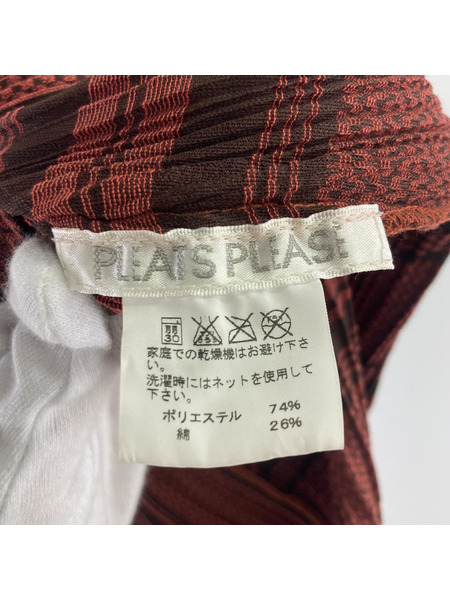 PLEATS PLEASE
30
家庭での乾燥機はお避け下さ
い。
洗濯時にはネットを使用して
下さい。
ポリエステル 74%
綿 26%